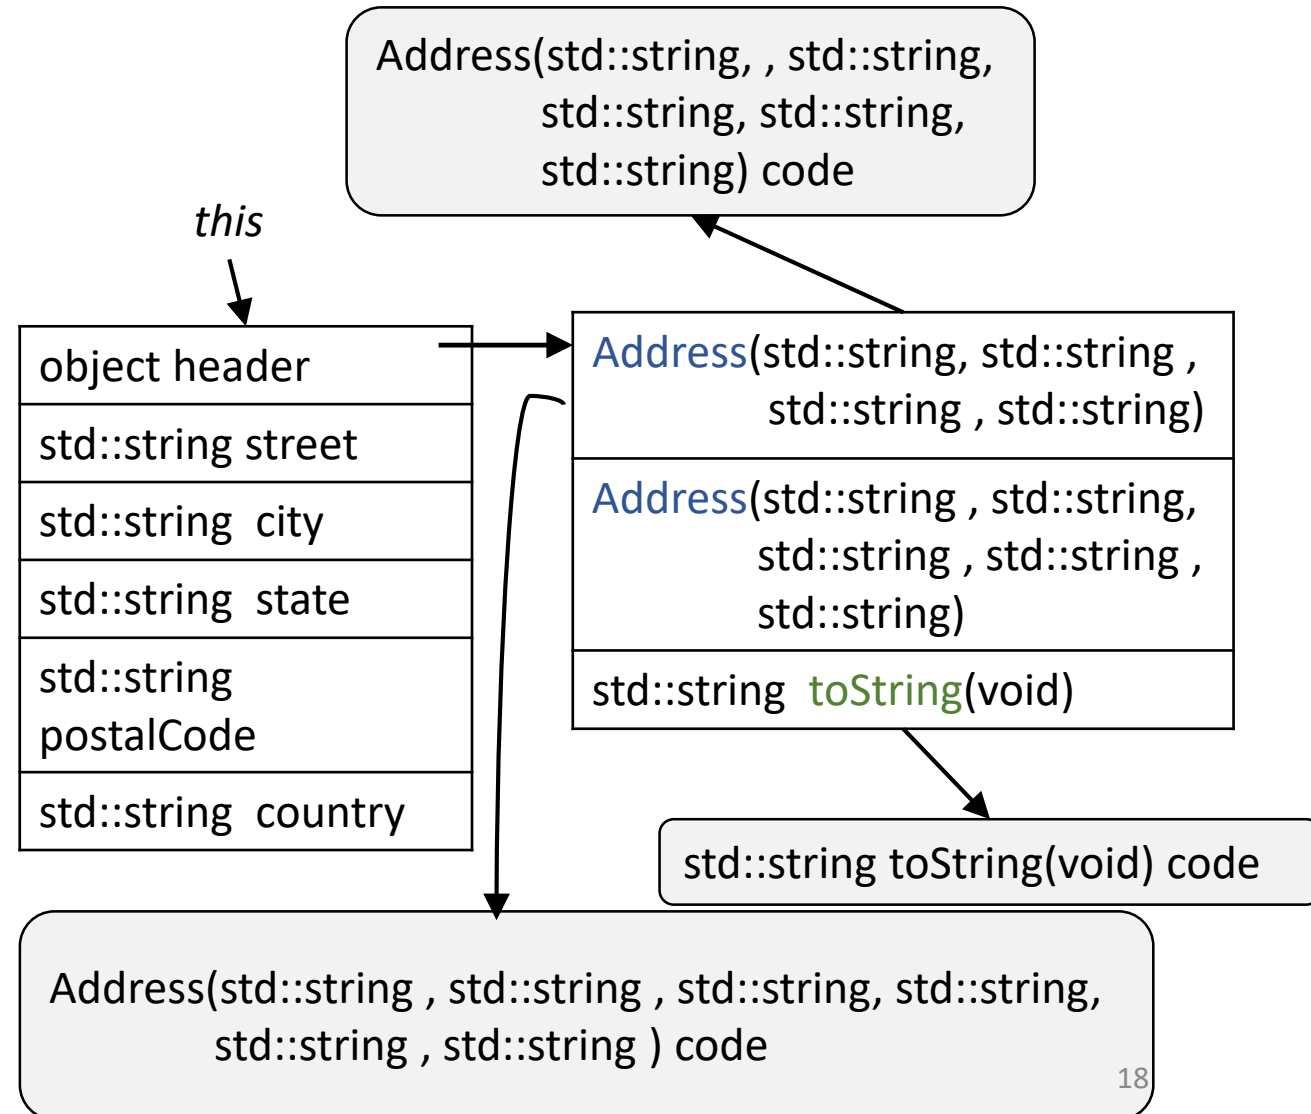 Address(std::string, , std::string,
std::string, std::string,
std::string) code
this
object header
std::string street
std::string city
std::string state
std::string
postalCode
std::string country
Address(std::string, std::string ,
std::string , std::string)
Address(std::string , std::string,
std::string , std::string ,
std::string)
std::string toString(void)
std::string toString(void) code
Address(std::string , std::string , std::string, std::string,
std::string , std::string ) code
18